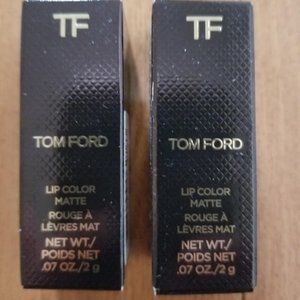 TF
TOM FORD
LIP COLOR
MATTE
ROUGE À
LÈVRES MAT
NET WT./
POIDS NET
.07 OZ./2 g
TF
TOM FORD
LIP COLOR
MATTE
ROUGE À
LÈVRES MAT
NET WT./
POIDS NET
.07 OZ./2 g